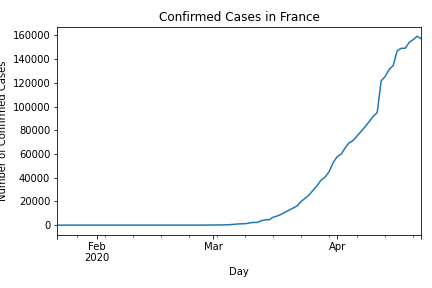 Confirmed Cases in France
160000
140000
120000
100000
80000
60000
40000
20000
0
Number of Confirmed Cases
Feb
2020
Mar
Apr
Day